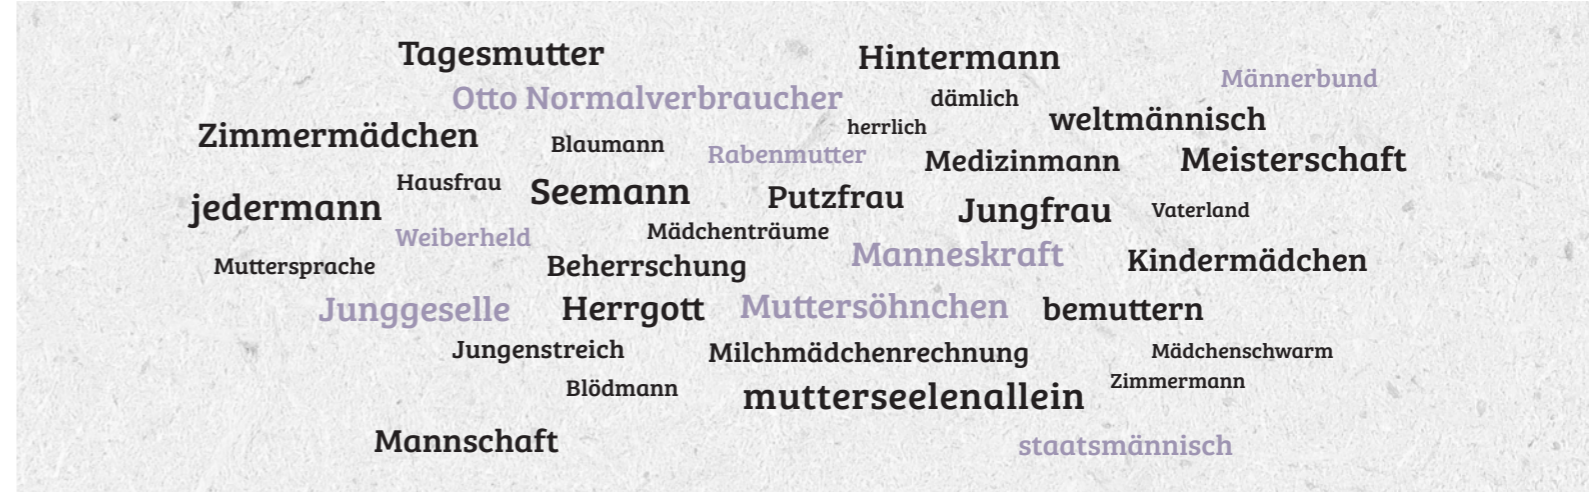 Tagesmutter
Hintermann
Männerbund
Otto Normalverbraucher
dämlich
weltmännisch
herrlich
Zimmermädchen
Blaumann
Rabenmutter
Medizinmann
Meisterschaft
Hausfrau
Seemann
Putzfrau
jedermann
Jungfrau
Vaterland
Weiberheld
Mädchenträume
Manneskraft
Kindermädchen
Muttersprache
Beherrschung
Junggeselle
Herrgott
Muttersöhnchen
bemuttern
Jungenstreich
Milchmädchenrechnung
Mädchenschwarm
Blödmann
mutterseelenallein
Zimmermann
Mannschaft
staatsmännisch